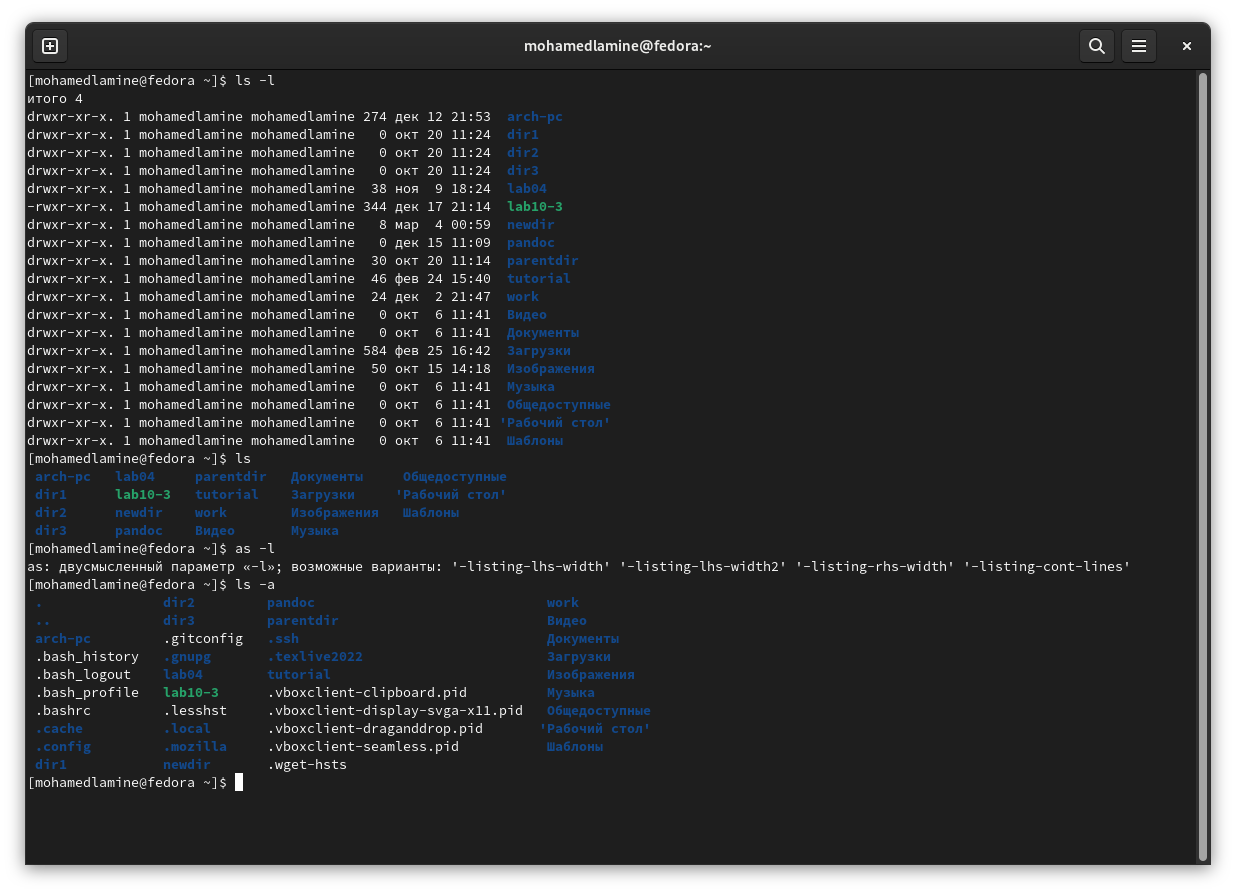 mohamedlamine@fedora:~
[mohamedlamine@fedora ~]$ ls -l
итого 4
drwxr-xr-x. 1 mohamedlamine mohamedlamine 274 дек 12 21:53  arch-pc
drwxr-xr-x. 1 mohamedlamine mohamedlamine   0 окт 20 11:24  dir1
drwxr-xr-x. 1 mohamedlamine mohamedlamine   0 окт 20 11:24  dir2
drwxr-xr-x. 1 mohamedlamine mohamedlamine   0 окт 20 11:24  dir3
drwxr-xr-x. 1 mohamedlamine mohamedlamine  38 ноя  9 18:24  lab04
-rwxr-xr-x. 1 mohamedlamine mohamedlamine 344 дек 17 21:14  lab10-3
drwxr-xr-x. 1 mohamedlamine mohamedlamine   8 мар  4 00:59  newdir
drwxr-xr-x. 1 mohamedlamine mohamedlamine   0 дек 15 11:09  pandoc
drwxr-xr-x. 1 mohamedlamine mohamedlamine  30 окт 20 11:14  parentdir
drwxr-xr-x. 1 mohamedlamine mohamedlamine  46 фев 24 15:40  tutorial
drwxr-xr-x. 1 mohamedlamine mohamedlamine  24 дек  2 21:47  work
drwxr-xr-x. 1 mohamedlamine mohamedlamine   0 окт  6 11:41  Видео
drwxr-xr-x. 1 mohamedlamine mohamedlamine   0 окт  6 11:41  Документы
drwxr-xr-x. 1 mohamedlamine mohamedlamine 584 фев 25 16:42  Загрузки
drwxr-xr-x. 1 mohamedlamine mohamedlamine  50 окт 15 14:18  Изображения
drwxr-xr-x. 1 mohamedlamine mohamedlamine   0 окт  6 11:41  Музыка
drwxr-xr-x. 1 mohamedlamine mohamedlamine   0 окт  6 11:41  Общедоступные
drwxr-xr-x. 1 mohamedlamine mohamedlamine   0 окт  6 11:41 'Рабочий стол'
drwxr-xr-x. 1 mohamedlamine mohamedlamine   0 окт  6 11:41  Шаблоны
[mohamedlamine@fedora ~]$ ls
 arch-pc   lab04     parentdir   Документы     Общедоступные
 dir1      lab10-3   tutorial    Загрузки     'Рабочий стол'
 dir2      newdir    work        Изображения   Шаблоны
 dir3      pandoc    Видео       Музыка
[mohamedlamine@fedora ~]$ as -l
as: двусмысленный параметр «-l»; возможные варианты: '-listing-lhs-width' '-listing-lhs-width2' '-listing-rhs-width' '-listing-cont-lines'
[mohamedlamine@fedora ~]$ ls -a
 .               dir2         pandoc                             work
 ..              dir3         parentdir                          Видео
 arch-pc         .gitconfig   .ssh                               Документы
 .bash_history   .gnupg       .texlive2022                       Загрузки
 .bash_logout    lab04        tutorial                           Изображения
 .bash_profile   lab10-3      .vboxclient-clipboard.pid          Музыка
 .bashrc         .lesshst     .vboxclient-display-svga-x11.pid   Общедоступные
 .cache          .local       .vboxclient-draganddrop.pid       'Рабочий стол'
 .config         .mozilla     .vboxclient-seamless.pid           Шаблоны
 dir1            newdir       .wget-hsts
[mohamedlamine@fedora ~]$